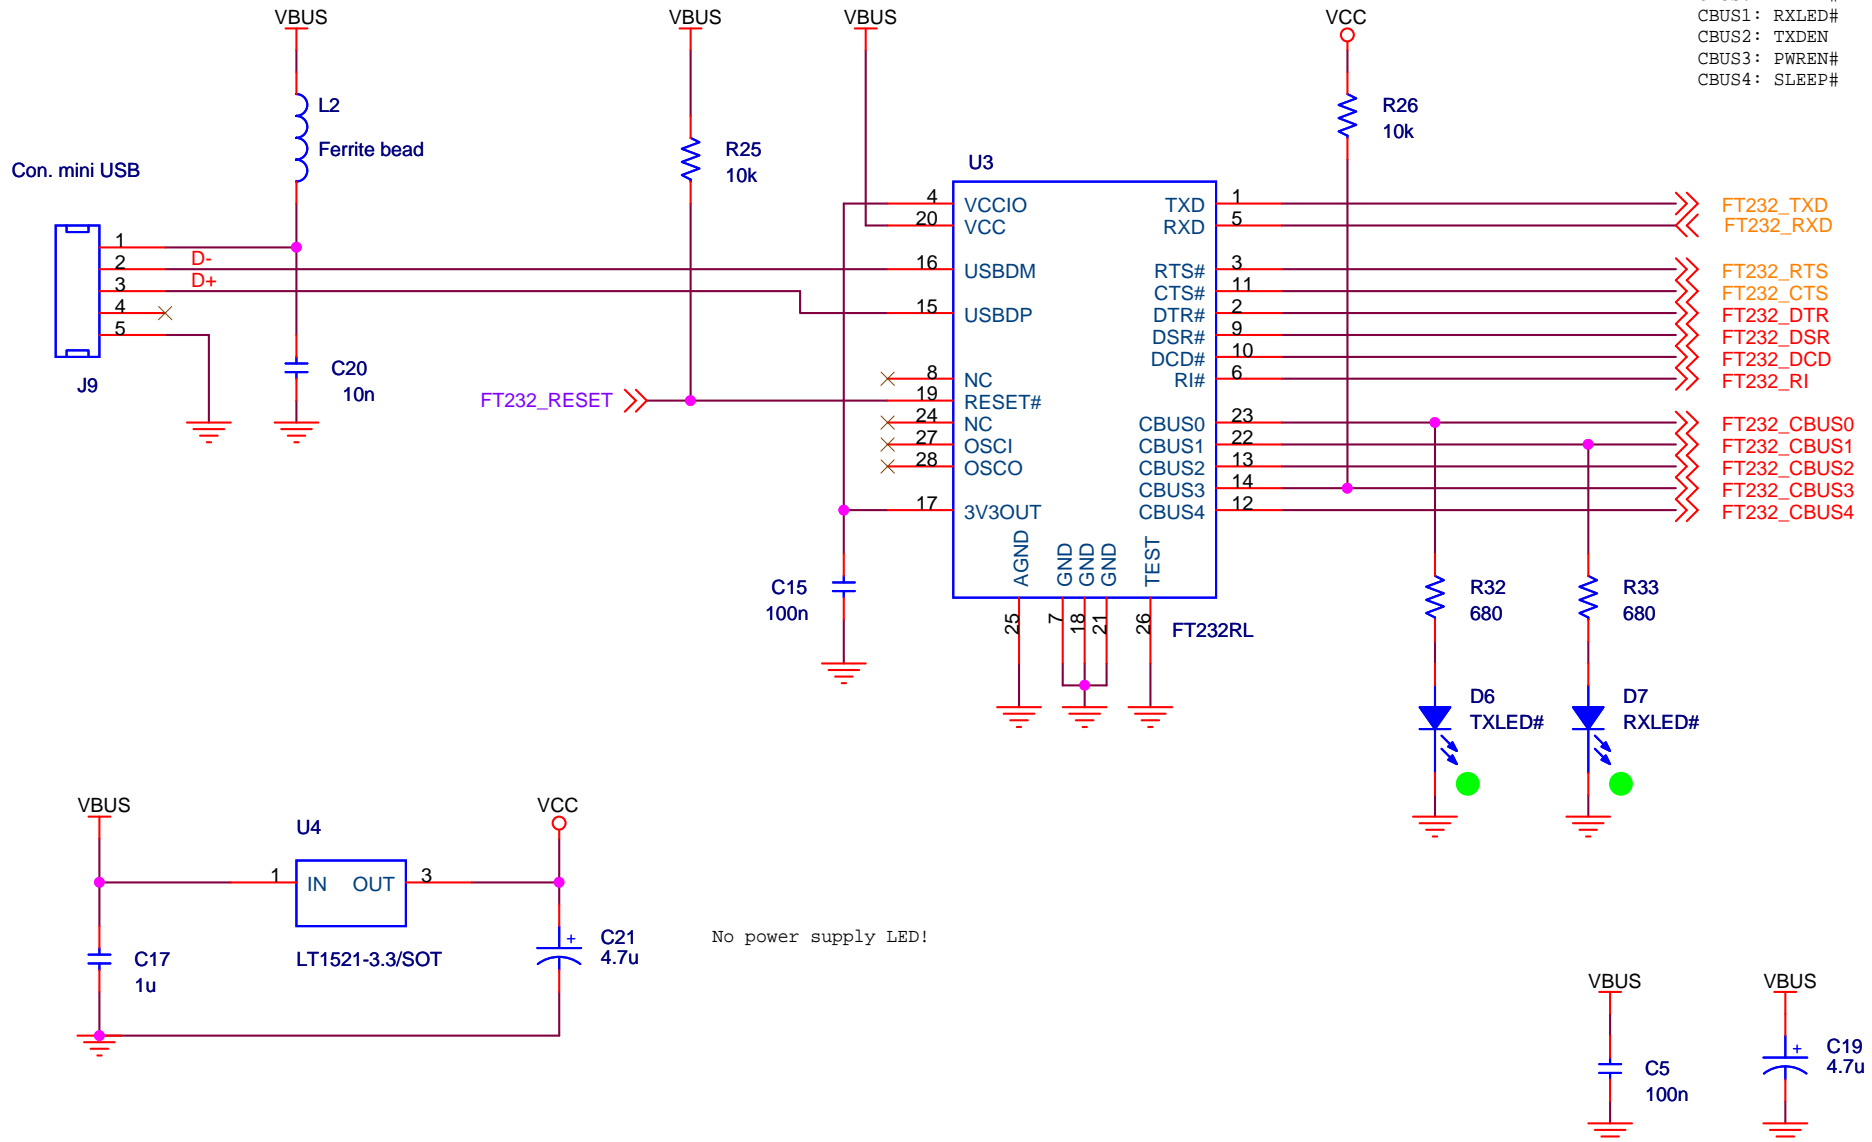 VBUS
VBUS
VBUS
VCC
CBUS1: RXLED#
CBUS2: TXDEN
CBUS3: PWREN#
CBUS4: SLEEP#
L2
Ferrite bead
R25
10k
R26
10k
Con. mini USB
J9
1
2
3
4
5
D-
D+
C20
10n
FT232_RESET
U3
4 VCCIO
20 VCC
16 USBDM
15 USBDP
8 NC
19 RESET#
24 NC
27 OSCI
28 OSCO
17 3V3OUT
TXD 1 FT232_TXD
RXD 5 FT232_RXD
RTS# 3 FT232_RTS
CTS# 11 FT232_CTS
DTR# 2 FT232_DTR
DSR# 9 FT232_DSR
DCD# 10 FT232_DCD
RI# 6 FT232_RI
CBUS0 23 FT232_CBUS0
CBUS1 22 FT232_CBUS1
CBUS2 13 FT232_CBUS2
CBUS3 14 FT232_CBUS3
CBUS4 12 FT232_CBUS4
AGND
GND
GND
GND
TEST
25
7
18
21
26
FT232RL
C15
100n
R32
680
R33
680
D6
TXLED#
D7
RXLED#
VBUS
VCC
U4
1 IN OUT 3
LT1521-3.3/SOT
C17
1u
+
C21
4.7u
No power supply LED!
VBUS
VBUS
C5
100n
+
C19
4.7u